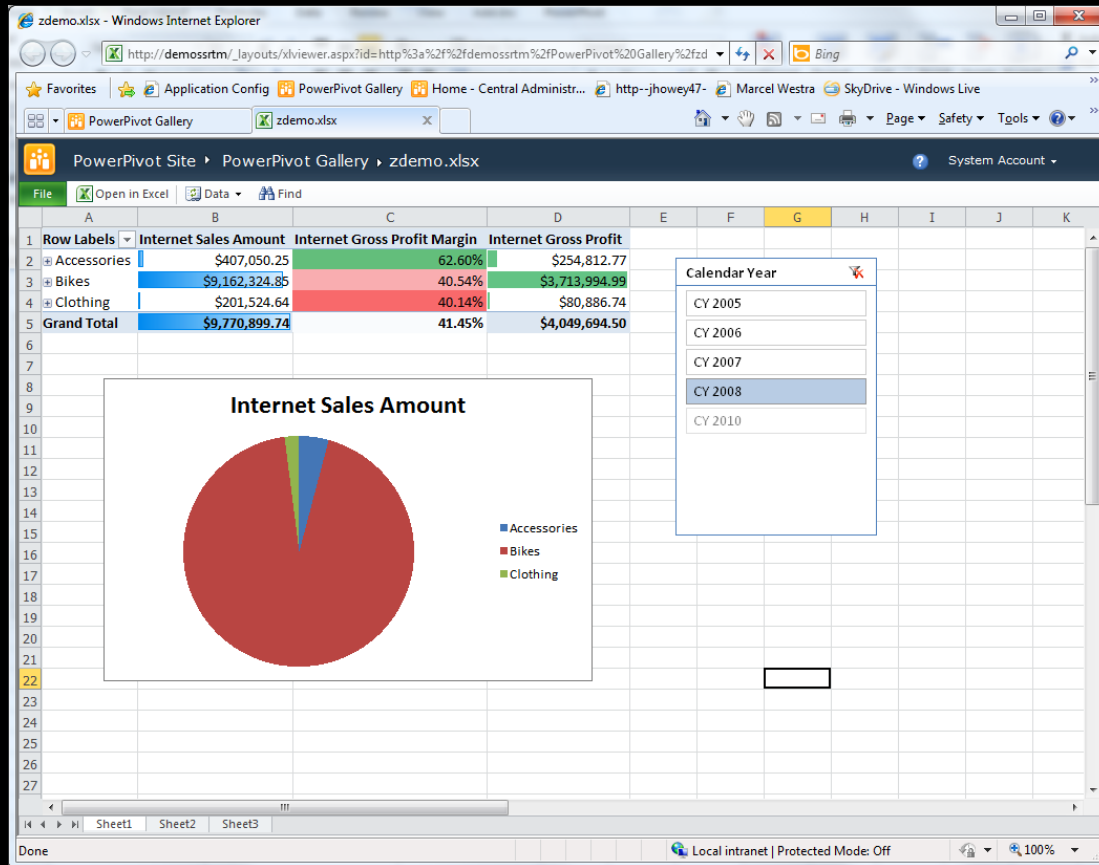 zdemo.xlsx - Windows Internet Explorer
http://demossrtm/_layouts/xlviewer.aspx?id=http%3a%2f%2fdemossrtm%2fPowerPivot%20Gallery%2fzd Bing
Favorites Application Config PowerPivot Gallery Home - Central Administr... http--jhowey47- Marcel Westra SkyDrive - Windows Live
PowerPivot Gallery zdemo.xlsx x Page Safety Tools
PowerPivot Site PowerPivot Gallery zdemo.xlsx System Account
File Open in Excel Data Find
A B C D E F G H I J K
1 Row Labels Internet Sales Amount Internet Gross Profit Margin Internet Gross Profit
2 Accessories $407,050.25 62.60% $254,812.77
3 Bikes $9,162,324.85 40.54% $3,713,994.99
4 Clothing $201,524.64 40.14% $80,886.74
5 Grand Total $9,770,899.74 41.45% $4,049,694.50
6
7
8
9
10
11
12
13
14
15
16
17
18
19
20
21
22
23
24
25
26
27
Calendar Year
CY 2005
CY 2006
CY 2007
CY 2008
CY 2010
Internet Sales Amount
Accessories
Bikes
Clothing
Sheet1 Sheet2 Sheet3
Done Local intranet | Protected Mode: Off 100%